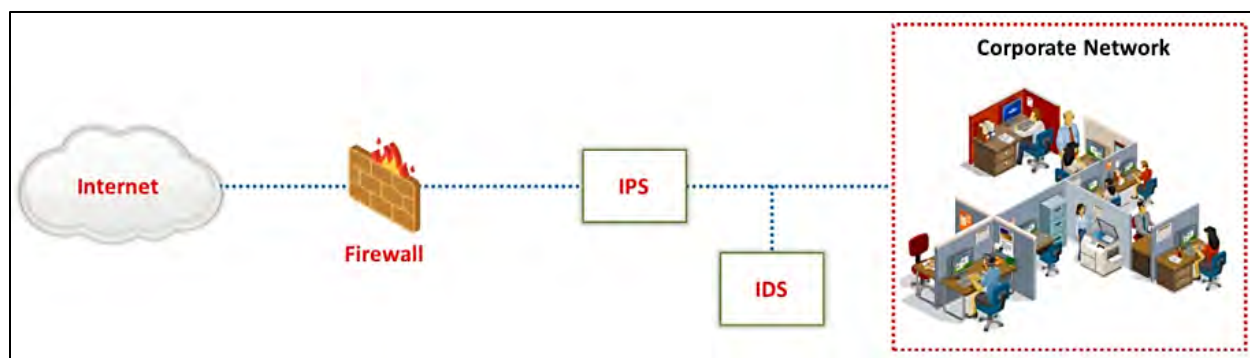 Corporate Network
Internet
Firewall
IPS
IDS